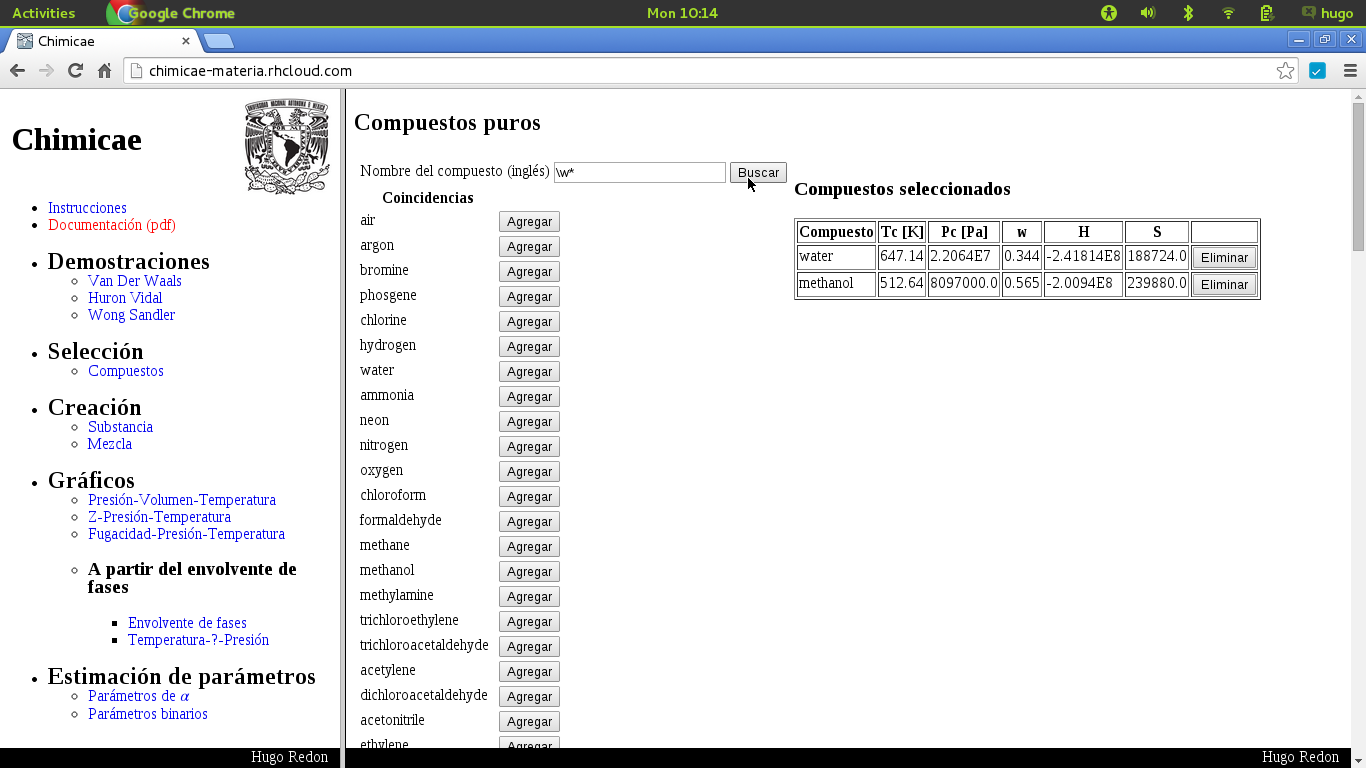 Activities Google Chrome Mon 10:14 hugo
Chimicae
chimicae-materia.rhcloud.com
Chimicae
Instrucciones
Documentación (pdf)
Demostraciones
Van Der Waals
Huron Vidal
Wong Sandler
Selección
Compuestos
Creación
Substancia
Mezcla
Gráficos
Presión-Volumen-Temperatura
Z-Presión-Temperatura
Fugacidad-Presión-Temperatura
A partir del envolvente de
fases
Envolvente de fases
Temperatura-?-Presión
Estimación de parámetros
Parámetros de α
Parámetros binarios
Hugo Redon
Compuestos puros
Nombre del compuesto (inglés) \w* Buscar
Coincidencias
air Agregar
argon Agregar
bromine Agregar
phosgene Agregar
chlorine Agregar
hydrogen Agregar
water Agregar
ammonia Agregar
neon Agregar
nitrogen Agregar
oxygen Agregar
chloroform Agregar
formaldehyde Agregar
methane Agregar
methanol Agregar
methylamine Agregar
trichloroethylene Agregar
trichloroacetaldehyde Agregar
acetylene Agregar
dichloroacetaldehyde Agregar
acetonitrile Agregar
ethylene Agregar
Compuestos seleccionados
Compuesto Tc [K] Pc [Pa] w H S
water 647.14 2.2064E7 0.344 -2.41814E8 188724.0 Eliminar
methanol 512.64 8097000.0 0.565 -2.0094E8 239880.0 Eliminar
Hugo Redon